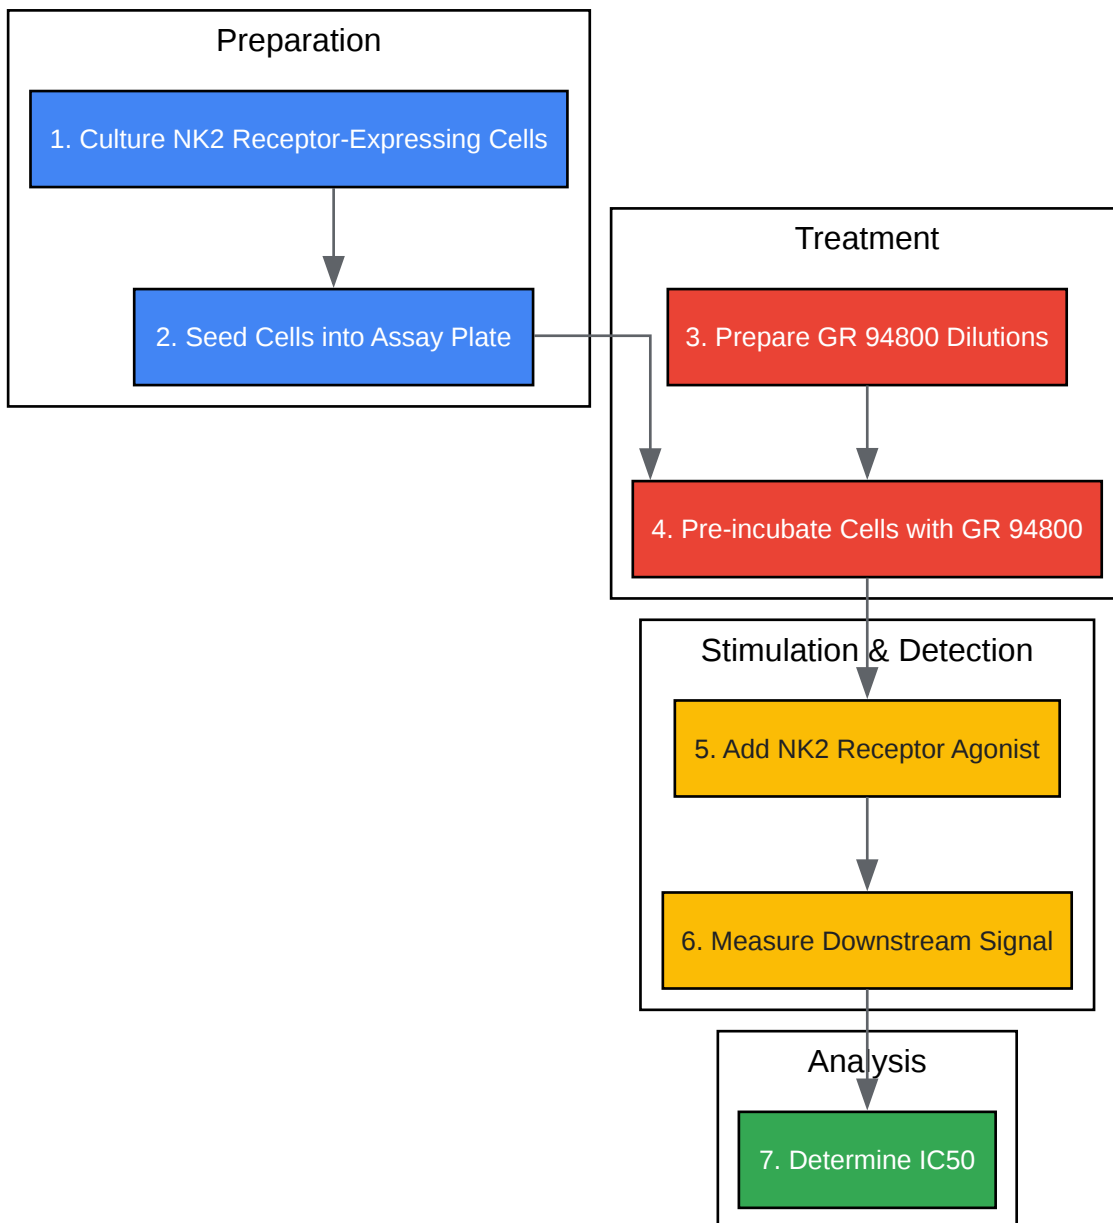 Preparation
1. Culture NK2 Receptor-Expressing Cells
2. Seed Cells into Assay Plate
Treatment
3. Prepare GR 94800 Dilutions
4. Pre-incubate Cells with GR 94800
Stimulation & Detection
5. Add NK2 Receptor Agonist
6. Measure Downstream Signal
Analysis
7. Determine IC50